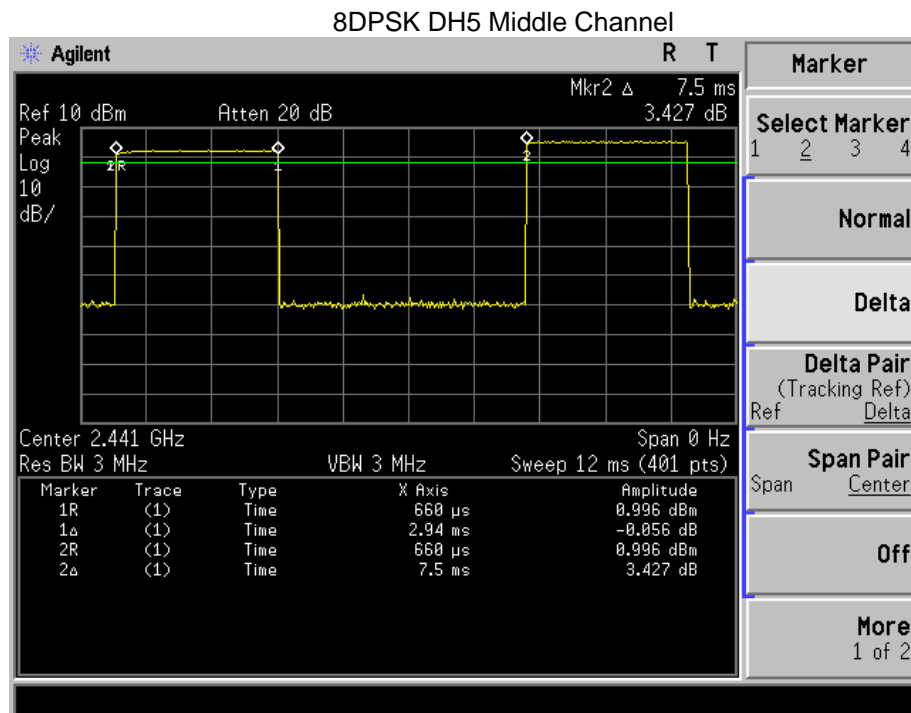 8DPSK DH5 Middle Channel
Agilent
R T
Mkr2 Δ 7.5 ms
Ref 10 dBm Atten 20 dB 3.427 dB
Peak
Log
10
dB/
2R
1
2
Center 2.441 GHz Span 0 Hz
Res BW 3 MHz VBW 3 MHz Sweep 12 ms (401 pts)
Marker Trace Type X Axis Amplitude
1R (1) Time 660 μs 0.996 dBm
1Δ (1) Time 2.94 ms -0.056 dB
2R (1) Time 660 μs 0.996 dBm
2Δ (1) Time 7.5 ms 3.427 dB
Marker
Select Marker
1 2 3 4
Normal
Delta
Delta Pair
(Tracking Ref)
Ref Delta
Span Pair
Span Center
Off
More
1 of 2